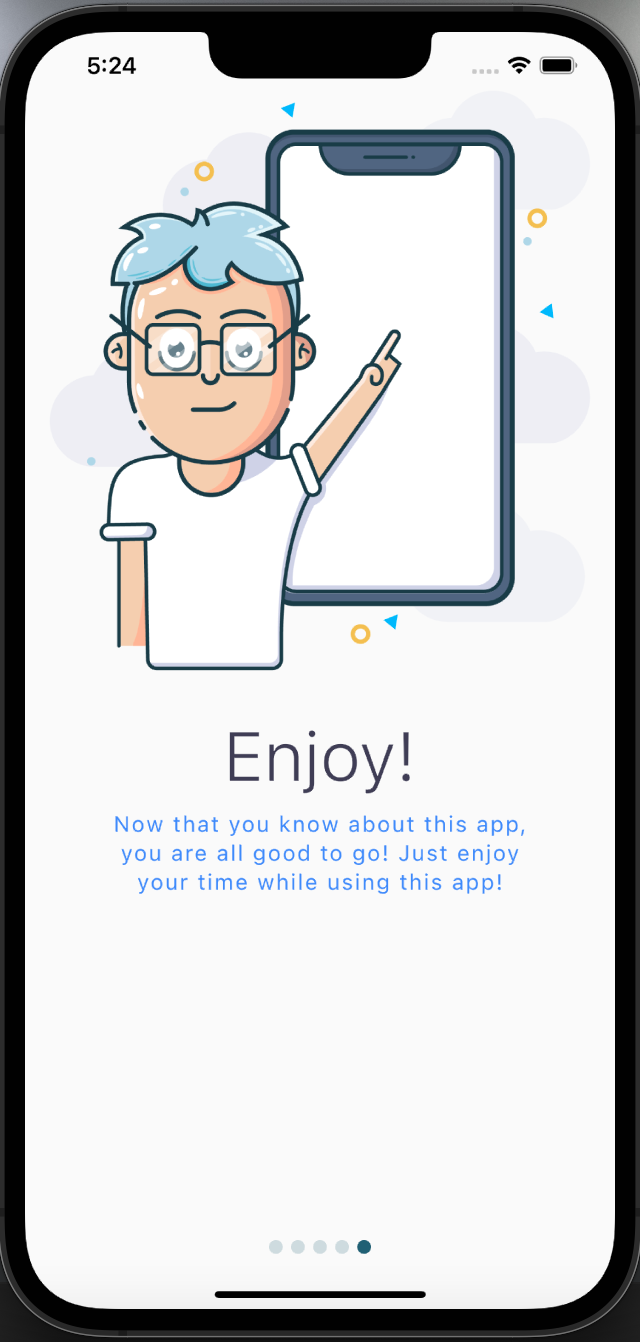 5:24
Enjoy!
Now that you know about this app,
you are all good to go! Just enjoy
your time while using this app!